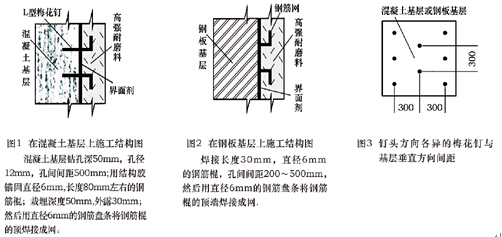 L型梅花钉
混凝土基层
高强耐磨料
界面剂
钢筋网
钢板基层
高强耐磨料
界面剂
混凝土基层或钢板基层
300
300
300
图1 在混凝土基层上施工结构图
混凝土基层钻孔深50mm,孔径
12mm,孔间间距500mm;用结构胶
锚固直径6mm,长度80mm左右的钢
筋棍;栽埋深度50mm,外露30mm;
然后用直径6mm的钢筋盘条将钢筋棍
的顶端焊接成网.
图2 在钢板基层上施工结构图
焊接长度30mm,直径6mm
的钢筋棍,孔间间距200～500mm,
然后用直径6mm的钢筋盘条将钢筋
棍的顶端焊接成网.
图3 钉头方向各异的梅花钉与
基层垂直方向间距